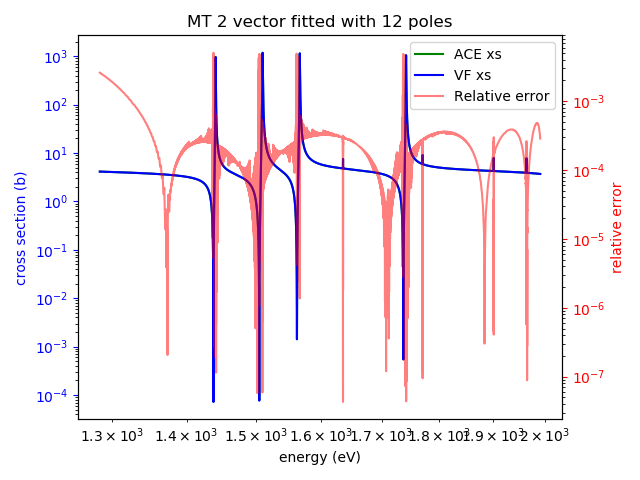 MT 2 vector fitted with 12 poles
ACE xs
VF xs
Relative error
cross section (b)
10³
10²
10¹
10⁰
10⁻¹
10⁻²
10⁻³
10⁻⁴
10⁻³
10⁻⁴
10⁻⁵
10⁻⁶
10⁻⁷
relative error
1.3 × 10³ 1.4 × 10³ 1.5 × 10³ 1.6 × 10³ 1.7 × 10³ 1.8 × 10³ 1.9 × 10³ 2 × 10³
energy (eV)